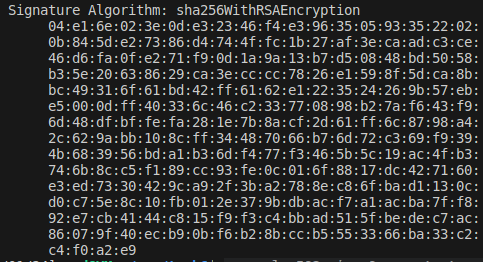 Signature Algorithm: sha256WithRSAEncryption
04:e1:6e:02:3e:0d:e3:23:46:f4:e3:96:35:05:93:35:22:02:
0b:84:5d:e2:73:86:d4:74:4f:fc:1b:27:af:3e:ca:ad:c3:ce:
46:d6:fa:0f:e2:71:f9:0d:1a:9a:13:b7:d5:08:48:bd:50:58:
b3:5e:20:63:86:29:ca:3e:cc:cc:78:26:e1:59:8f:5d:ca:8b:
bc:49:31:6f:61:bd:42:ff:61:62:e1:22:35:24:26:9b:57:eb:
e5:00:0d:ff:40:33:6c:46:c2:33:77:08:98:b2:7a:f6:43:f9:
6d:48:df:bf:fe:fa:28:1e:7b:8a:cf:2d:61:ff:6c:87:98:a4:
2c:62:9a:bb:10:8c:ff:34:48:70:66:b7:6d:72:c3:69:f9:39:
4b:68:39:56:bd:a1:b3:6d:f4:77:f3:46:5b:5c:19:ac:4f:b3:
74:6b:8c:c5:f1:89:cc:93:fe:0c:01:6f:88:17:dc:42:71:60:
e3:ed:73:30:42:9c:a9:2f:3b:a2:78:8e:c8:6f:ba:d1:13:0c:
d0:c7:5e:8c:10:fb:01:2e:37:9b:db:ac:f7:a1:ac:ba:7f:f8:
92:e7:cb:41:44:c8:15:f9:f3:c4:bb:ad:51:5f:be:de:c7:ac:
86:07:9f:40:ec:b9:0b:f6:b2:8b:cc:b5:55:33:66:ba:33:c2:
c4:f0:a2:e9